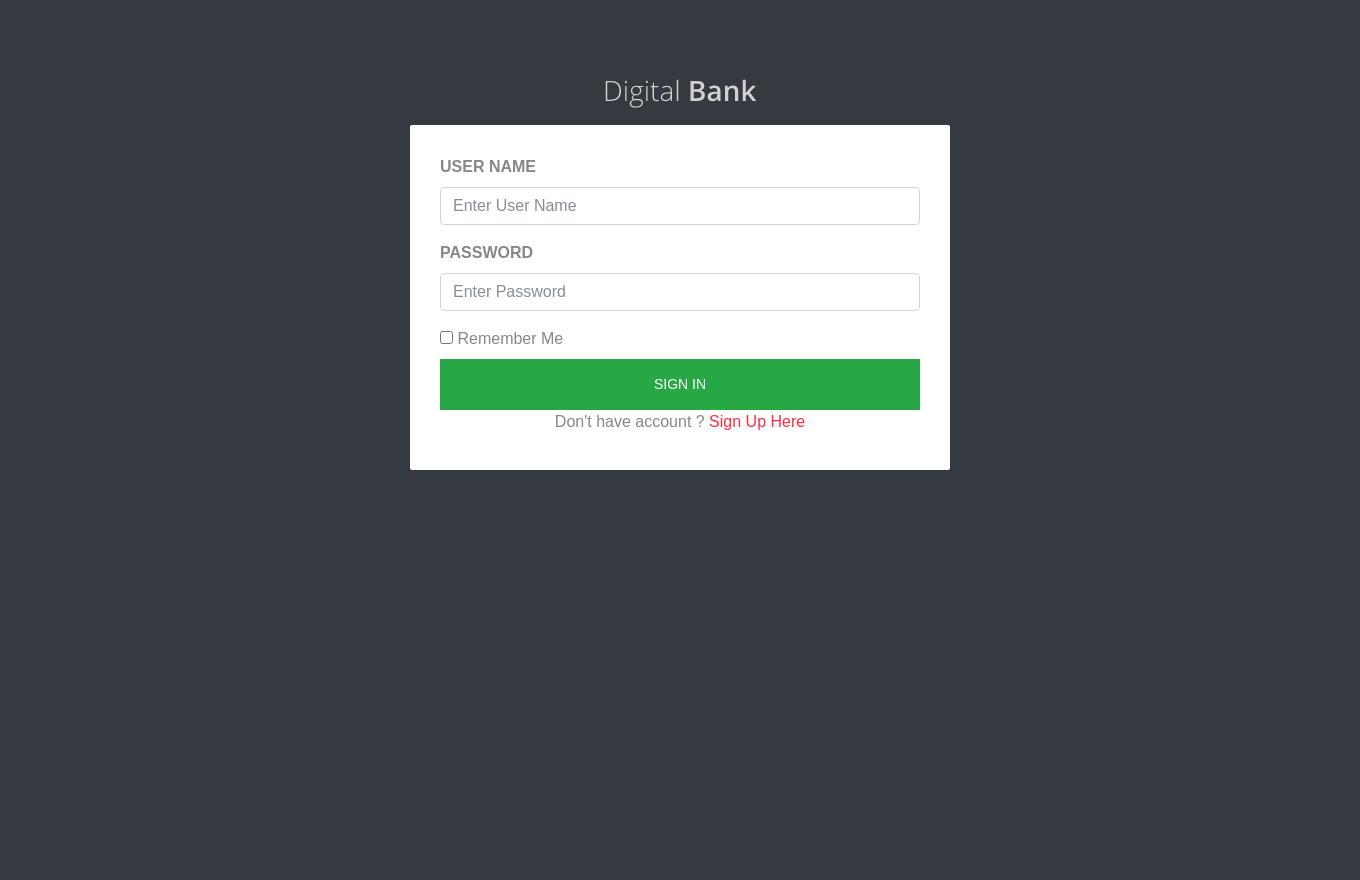 Digital Bank
USER NAME
Enter User Name
PASSWORD
Enter Password
Remember Me
SIGN IN
Don't have account ? Sign Up Here